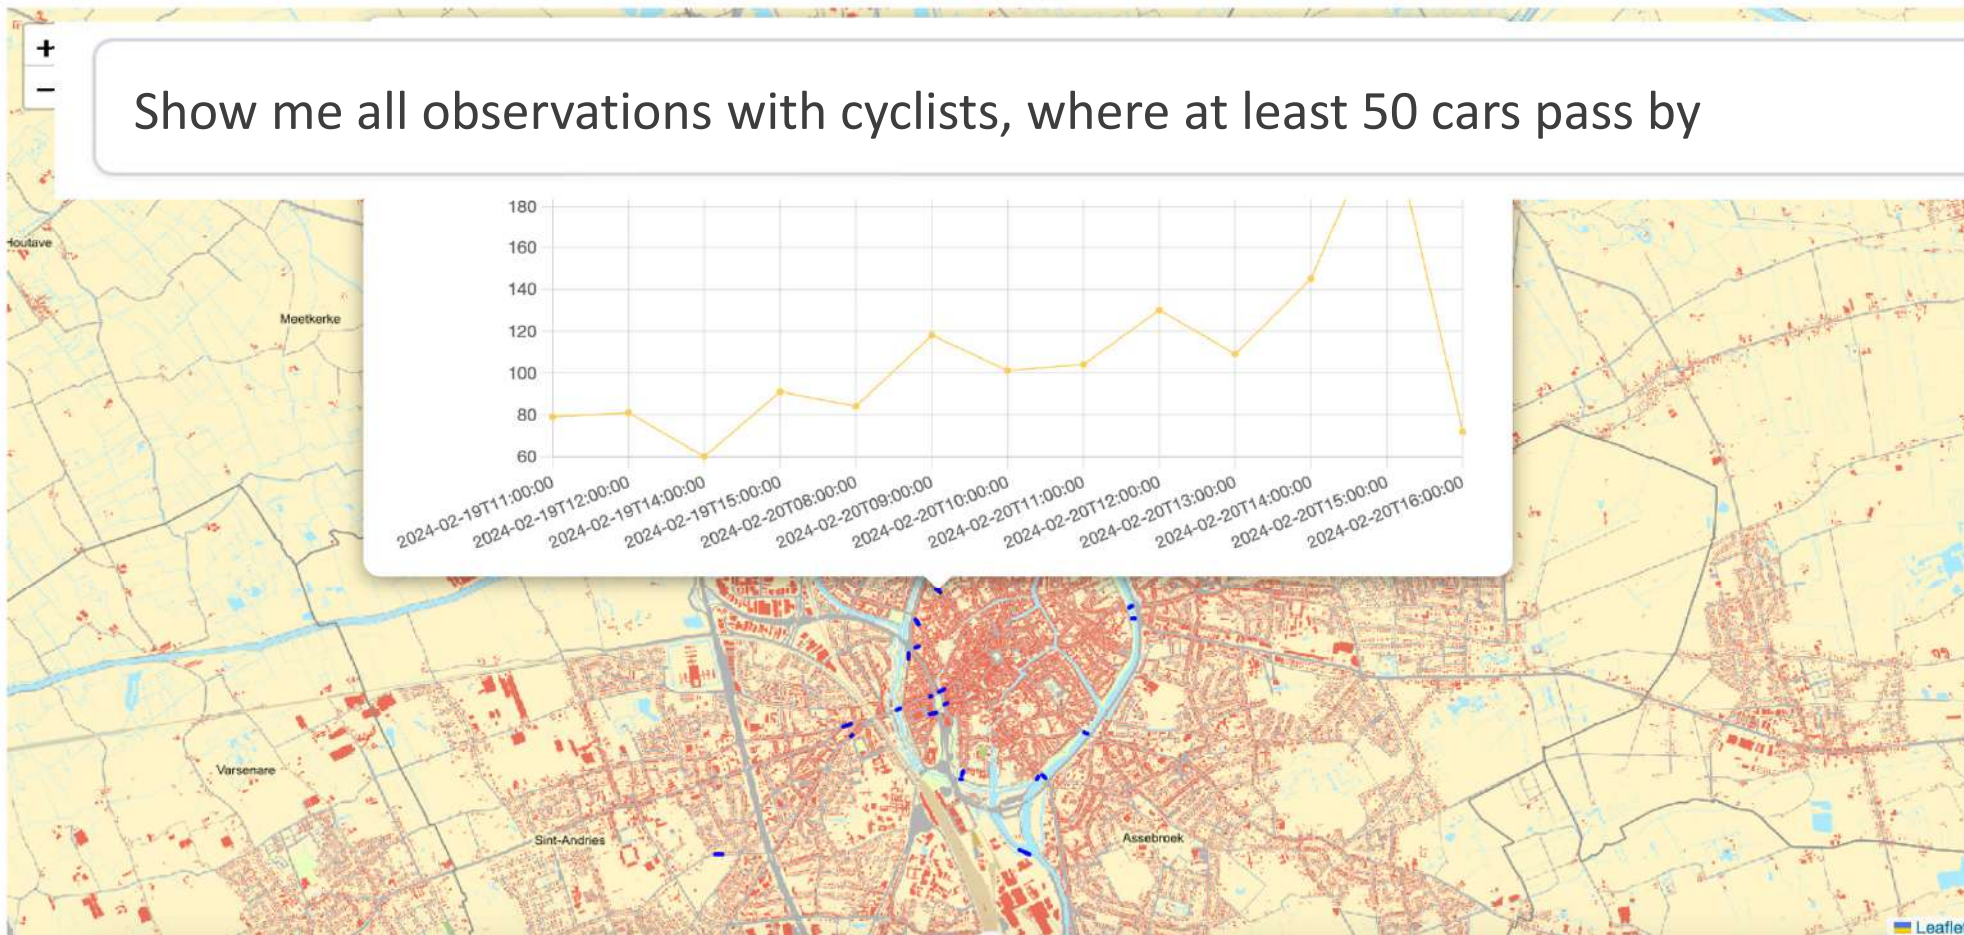 +
−
Show me all observations with cyclists, where at least 50 cars pass by
180
160
140
120
100
80
60
2024-02-19T11:00:00
2024-02-19T12:00:00
2024-02-19T14:00:00
2024-02-19T15:00:00
2024-02-20T08:00:00
2024-02-20T09:00:00
2024-02-20T10:00:00
2024-02-20T11:00:00
2024-02-20T12:00:00
2024-02-20T13:00:00
2024-02-20T14:00:00
2024-02-20T15:00:00
2024-02-20T16:00:00
Houtave
Meetkerke
Varsenare
Sint-Andries
Assebroek
Leafle